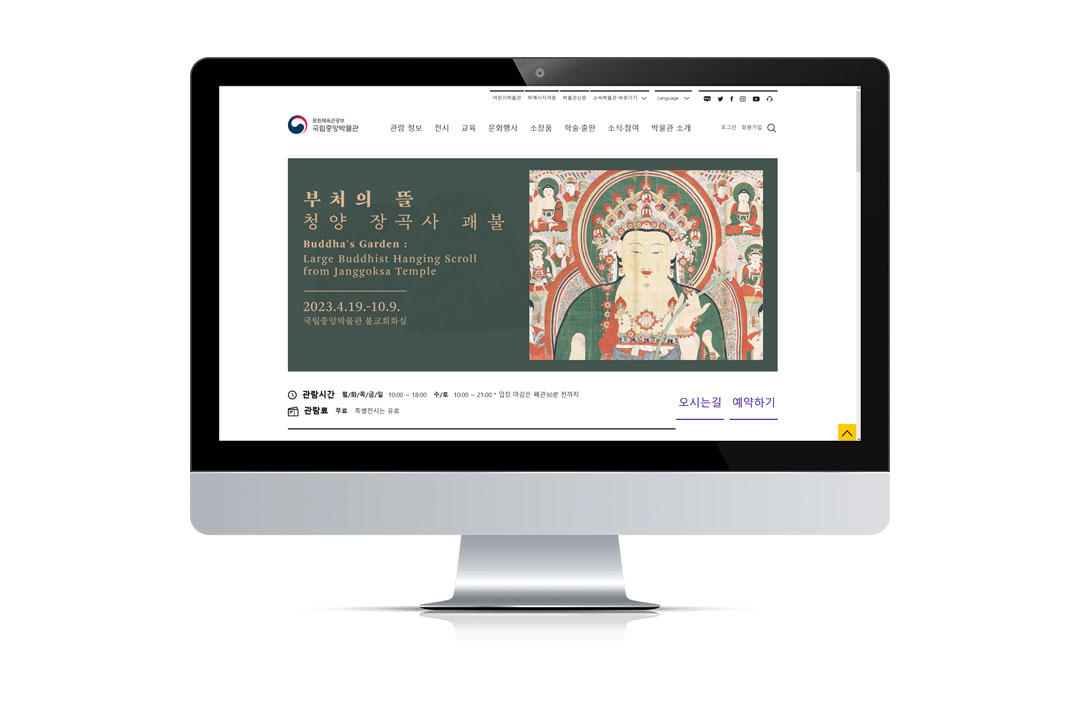 어린이박물관 외해사자격증 박물관신문 소속박물관 바로가기 Language
문화체육관광부
국립중앙박물관
관람 정보 전시 교육 문화행사 소장품 학술·출판 소식·참여 박물관 소개 로그인 회원가입
부처의 뜰
청양 장곡사 괘불
Buddha's Garden :
Large Buddhist Hanging Scroll
from Janggoksa Temple
2023.4.19.-10.9.
국립중앙박물관 불교회화실
관람시간 월/화/목/금/일 10:00 ~ 18:00 수/토 10:00 ~ 21:00 * 입장 마감은 폐관30분 전까지
오시는길 예약하기
관람료 무료 특별전시는 유료